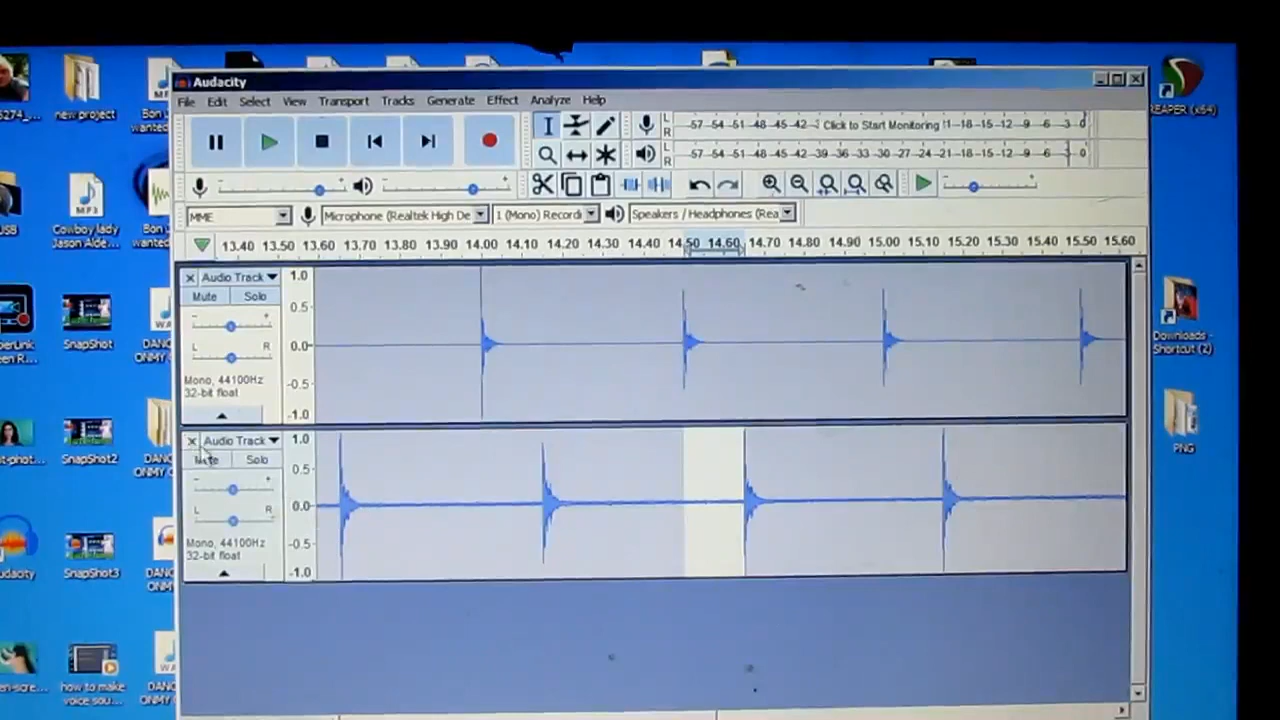 Audacity
File Edit Select View Transport Tracks Generate Effect Analyze Help
new project
Bon
wanted
REAPER (x64)
L
R
-57 -54 -51 -48 -45 -42 Click to Start Monitoring -18 -15 -12 -9 -6 -3 0
L
R
-57 -54 -51 -48 -45 -42 -39 -36 -33 -30 -27 -24 -21 -18 -15 -12 -9 -6 -3 0
MP3
Cowboy lady
Jason Alde...
Bon
wanted
MME
Microphone (Realtek High De
1 (Mono) Recordi
Speakers / Headphones (Rea
13.40 13.50 13.60 13.70 13.80 13.90 14.00 14.10 14.20 14.30 14.40 14.50 14.60 14.70 14.80 14.90 15.00 15.10 15.20 15.30 15.40 15.50 15.60
Audio Track
Mute Solo
- +
L R
Mono, 44100Hz
32-bit float
1.0
0.5
0.0
-0.5
-1.0
SnapShot
Downloads -
Shortcut (2)
Audio Track
Mute Solo
- +
L R
Mono, 44100Hz
32-bit float
1.0
0.5
0.0
-0.5
-1.0
SnapShot2
PNG
SnapShot3
how to make
voice sou...